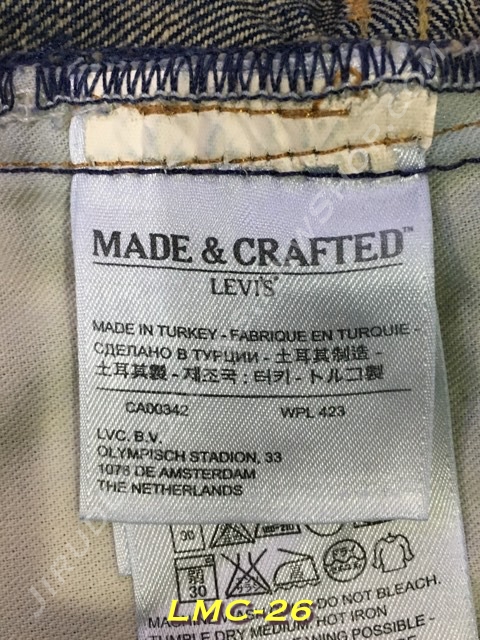 MADE & CRAFTED™
LEVI'S®
MADE IN TURKEY - FABRIQUE EN TURQUIE -
СДЕЛАНО В ТУРЦИИ - 土耳其制造 -
土耳其製 - 제조국 : 터키 - トルコ製
CA00342 WPL 423
LVC. B.V.
OLYMPISCH STADION, 33
1076 DE AMSTERDAM
THE NETHERLANDS
30
30
DO NOT BLEACH.
TUMBLE DRY MEDIUM HOT IRON
LMC-26